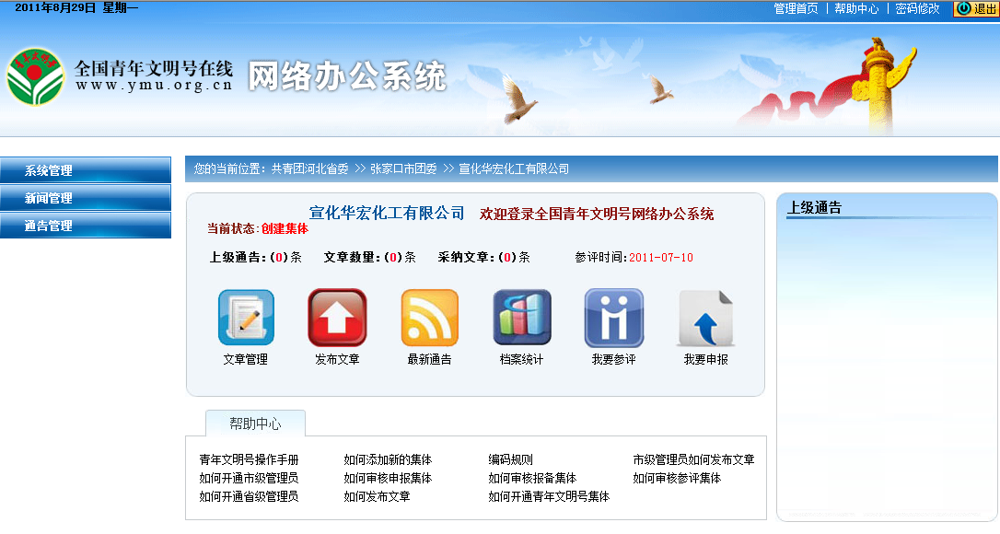 2011年8月29日 星期一
管理首页 | 帮助中心 | 密码修改 退出
青年文明号
全国青年文明号在线
www.ymu.org.cn
网络办公系统
系统管理
新闻管理
通告管理
您的当前位置：共青团河北省委 >> 张家口市团委 >> 宣化华宏化工有限公司
宣化华宏化工有限公司 欢迎登录全国青年文明号网络办公系统
当前状态:创建集体
上级通告:(0)条 文章数量:(0)条 采纳文章:(0)条 参评时间:2011-07-10
文章管理 发布文章 最新通告 档案统计 我要参评 我要申报
上级通告
帮助中心
青年文明号操作手册 如何添加新的集体 编码规则 市级管理员如何发布文章
如何开通市级管理员 如何审核申报集体 如何审核报备集体 如何审核参评集体
如何开通省级管理员 如何发布文章 如何开通青年文明号集体